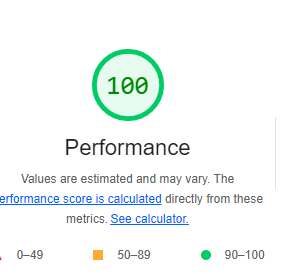 100
Performance
Values are estimated and may vary. The
erformance score is calculated directly from these
metrics. See calculator.
0–49
50–89
90–100